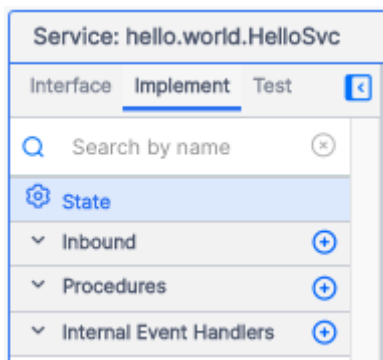 Service: hello.world.HelloSvc
Interface Implement Test
Search by name
State
Inbound
Procedures
Internal Event Handlers